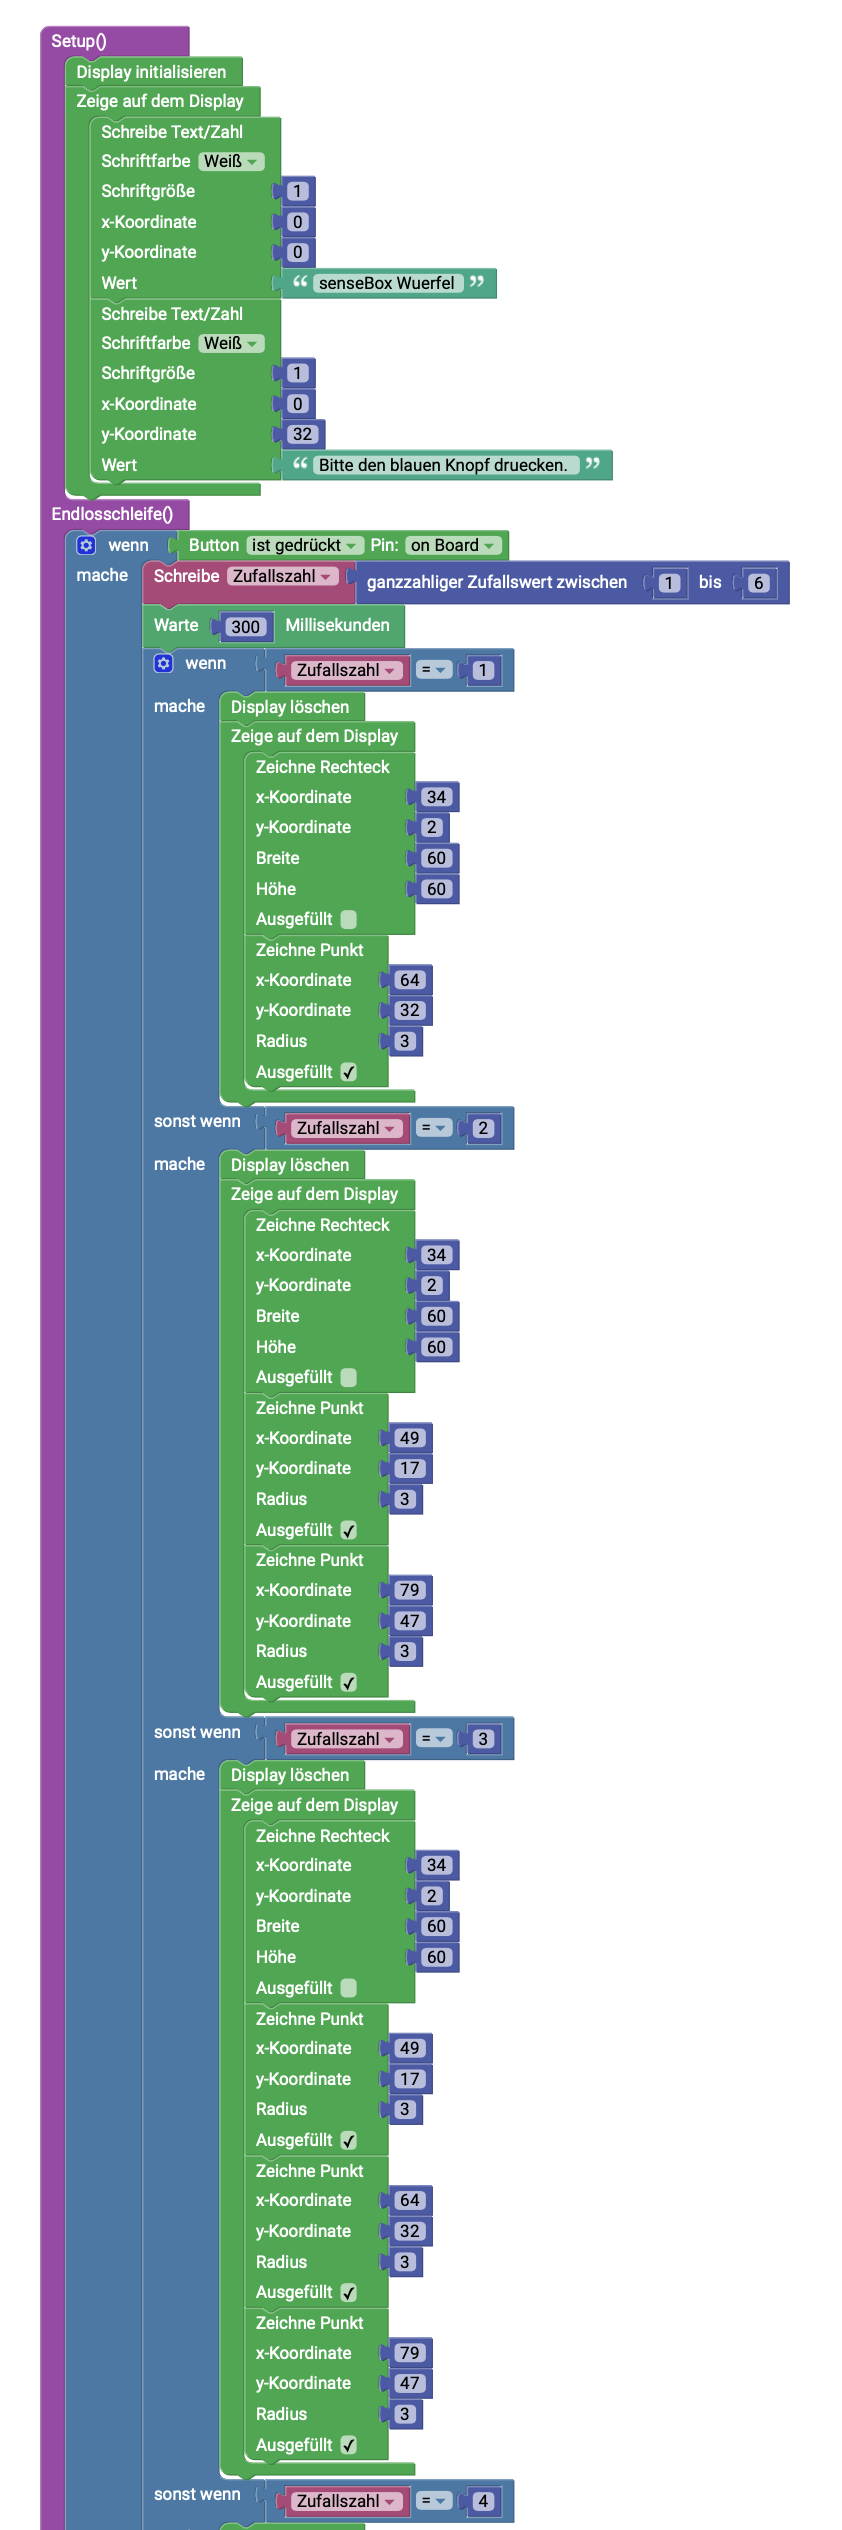 Setup()
Display initialisieren
Zeige auf dem Display
Schreibe Text/Zahl
Schriftfarbe Weiß
Schriftgröße 1
x-Koordinate 0
y-Koordinate 0
Wert “ senseBox Wuerfel ”
Schreibe Text/Zahl
Schriftfarbe Weiß
Schriftgröße 1
x-Koordinate 0
y-Koordinate 32
Wert “ Bitte den blauen Knopf druecken. ”
Endlosschleife()
wenn Button ist gedrückt Pin: on Board
mache Schreibe Zufallszahl ganzzahliger Zufallswert zwischen 1 bis 6
Warte 300 Millisekunden
wenn Zufallszahl = 1
mache Display löschen
Zeige auf dem Display
Zeichne Rechteck
x-Koordinate 34
y-Koordinate 2
Breite 60
Höhe 60
Ausgefüllt
Zeichne Punkt
x-Koordinate 64
y-Koordinate 32
Radius 3
Ausgefüllt ✓
sonst wenn Zufallszahl = 2
mache Display löschen
Zeige auf dem Display
Zeichne Rechteck
x-Koordinate 34
y-Koordinate 2
Breite 60
Höhe 60
Ausgefüllt
Zeichne Punkt
x-Koordinate 49
y-Koordinate 17
Radius 3
Ausgefüllt ✓
Zeichne Punkt
x-Koordinate 79
y-Koordinate 47
Radius 3
Ausgefüllt ✓
sonst wenn Zufallszahl = 3
mache Display löschen
Zeige auf dem Display
Zeichne Rechteck
x-Koordinate 34
y-Koordinate 2
Breite 60
Höhe 60
Ausgefüllt
Zeichne Punkt
x-Koordinate 49
y-Koordinate 17
Radius 3
Ausgefüllt ✓
Zeichne Punkt
x-Koordinate 64
y-Koordinate 32
Radius 3
Ausgefüllt ✓
Zeichne Punkt
x-Koordinate 79
y-Koordinate 47
Radius 3
Ausgefüllt ✓
sonst wenn Zufallszahl = 4